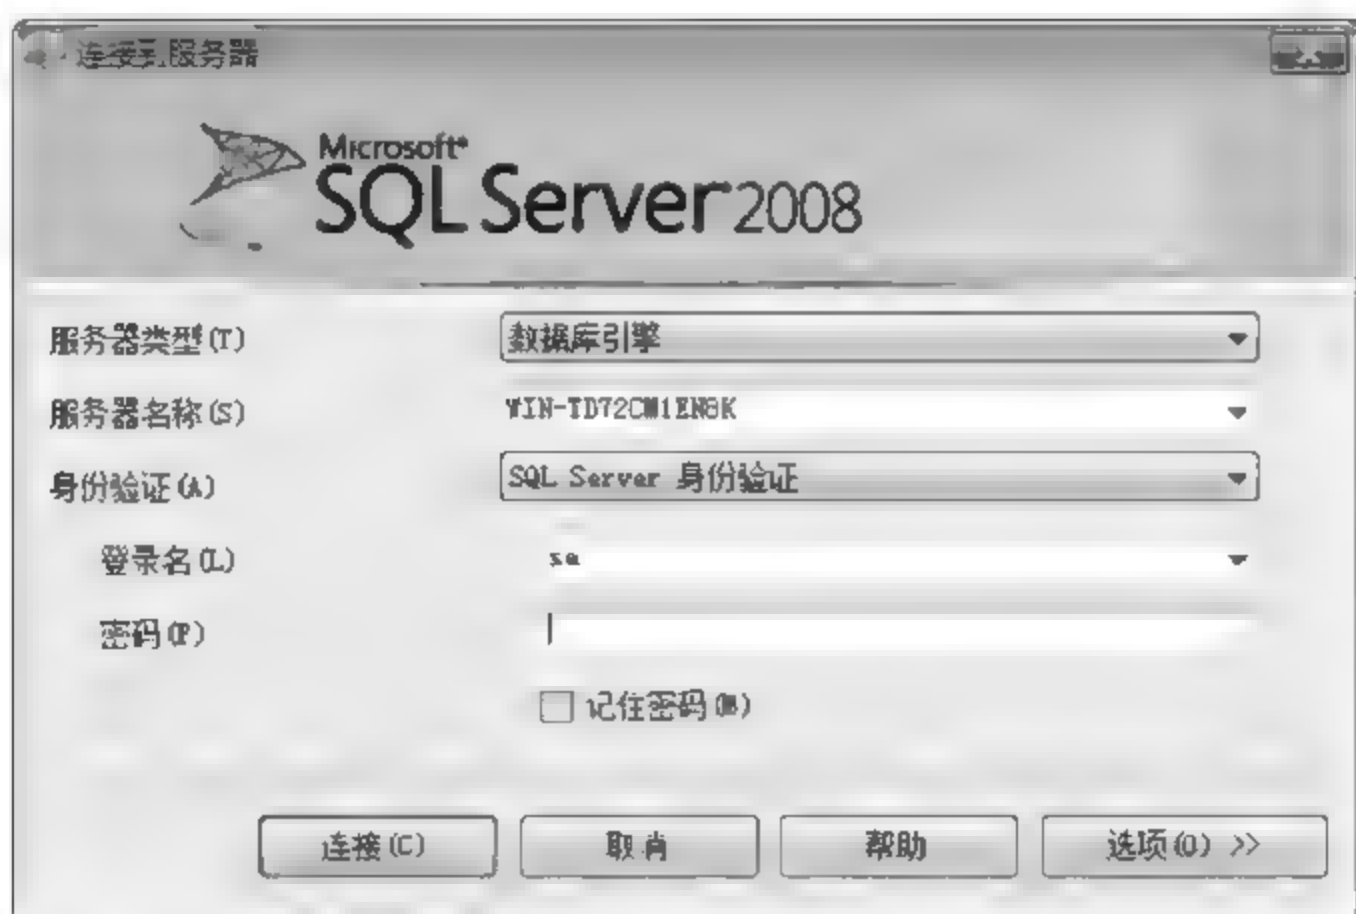 连接到服务器
Microsoft®
SQL Server 2008
服务器类型(T) 数据库引擎
服务器名称(S) WIN-TD72CM1EN8K
身份验证(A) SQL Server 身份验证
登录名(L) sa
密码(P)
记住密码(M)
连接(C) 取消 帮助 选项(O) >>